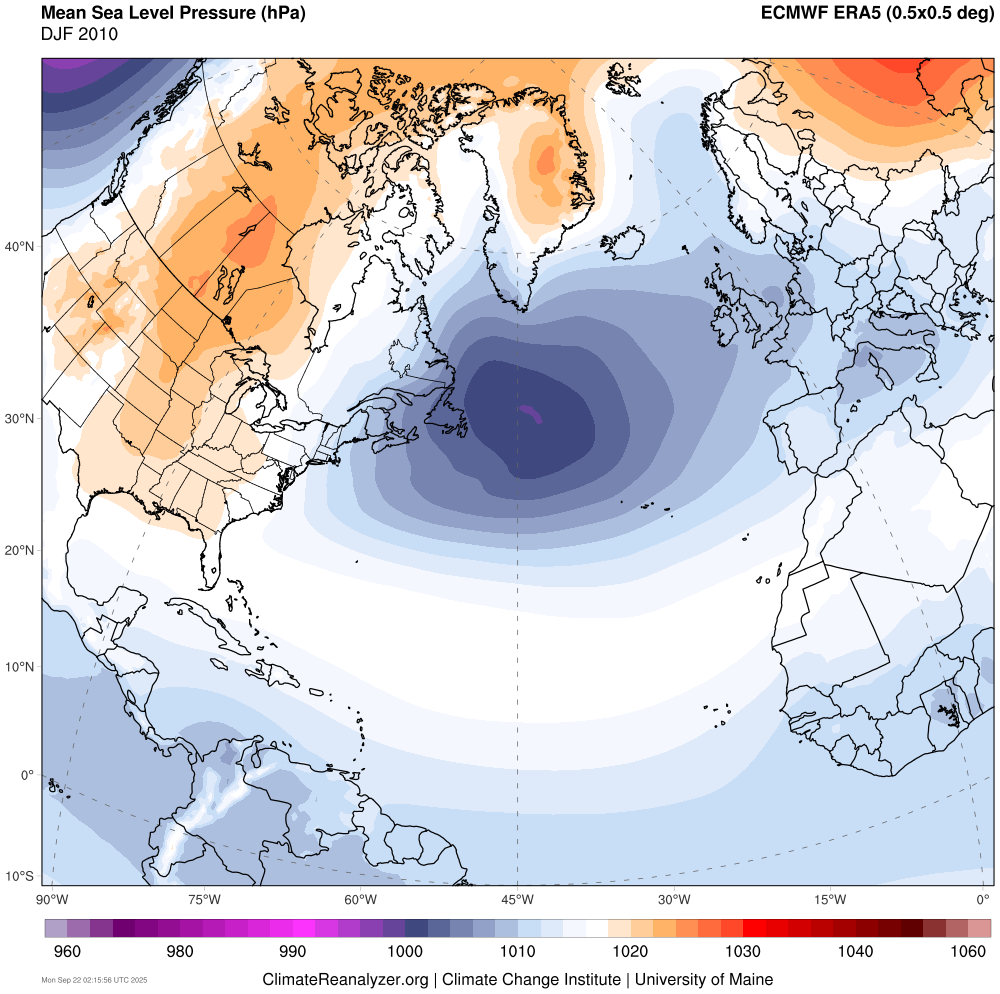 Mean Sea Level Pressure (hPa)
ECMWF ERA5 (0.5x0.5 deg)
DJF 2010
40°N
30°N
20°N
10°N
0°
10°S
90°W 75°W 60°W 45°W 30°W 15°W 0°
960 980 990 1000 1010 1020 1030 1040 1060
Mon Sep 22 02:15:56 UTC 2025
ClimateReanalyzer.org | Climate Change Institute | University of Maine